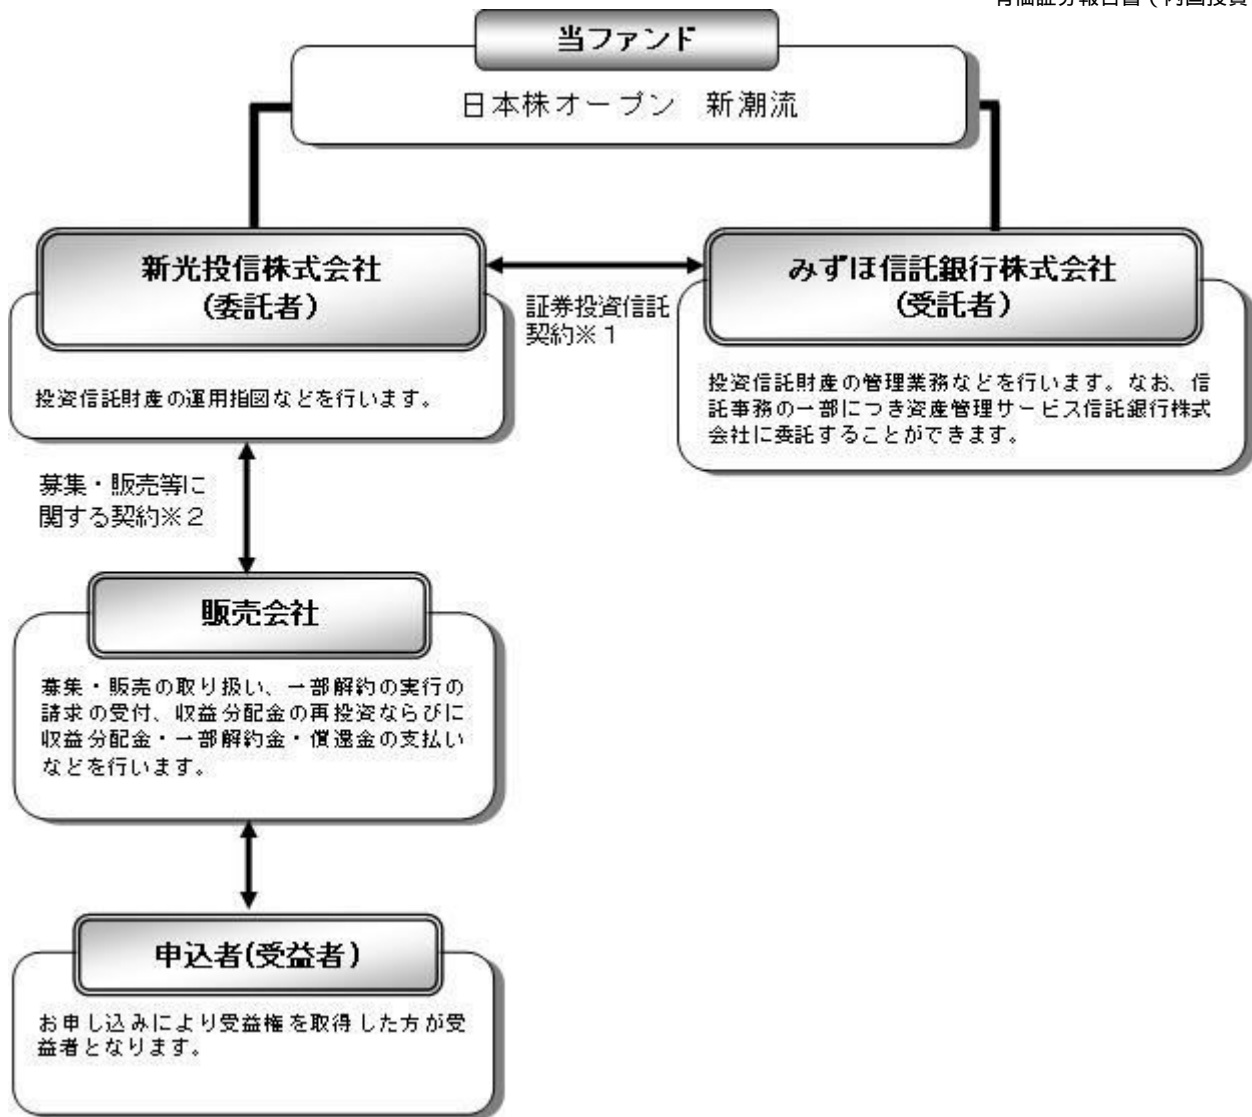 有価証券報告書(内国投資
当ファンド
日本株オープン 新潮流
新光投信株式会社
(委託者)
投資信託財産の運用指図などを行います。
証券投資信託
契約※1
みずほ信託銀行株式会社
(受託者)
投資信託財産の管理業務などを行います。なお、信
託事務の一部につき資産管理サービス信託銀行株式
会社に委託することができます。
募集・販売等に
関する契約※2
販売会社
募集・販売の取り扱い、一部解約の実行の
請求の受付、収益分配金の再投資ならびに
収益分配金・一部解約金・償還金の支払い
などを行います。
申込者(受益者)
お申し込みにより受益権を取得した方が受
益者となります。